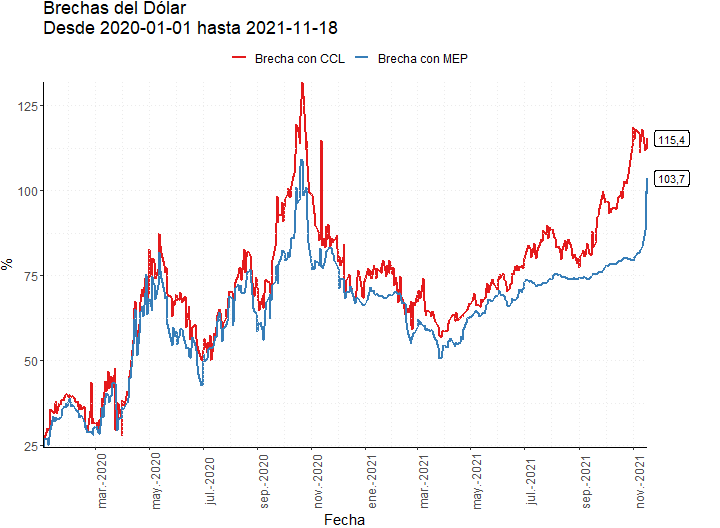 Brechas del Dólar
Desde 2020-01-01 hasta 2021-11-18
Brecha con CCL Brecha con MEP
125
100
75
50
25
%
115,4
103,7
mar.-2020
may.-2020
jul.-2020
sep.-2020
nov.-2020
ene.-2021
mar.-2021
may.-2021
jul.-2021
sep.-2021
nov.-2021
Fecha